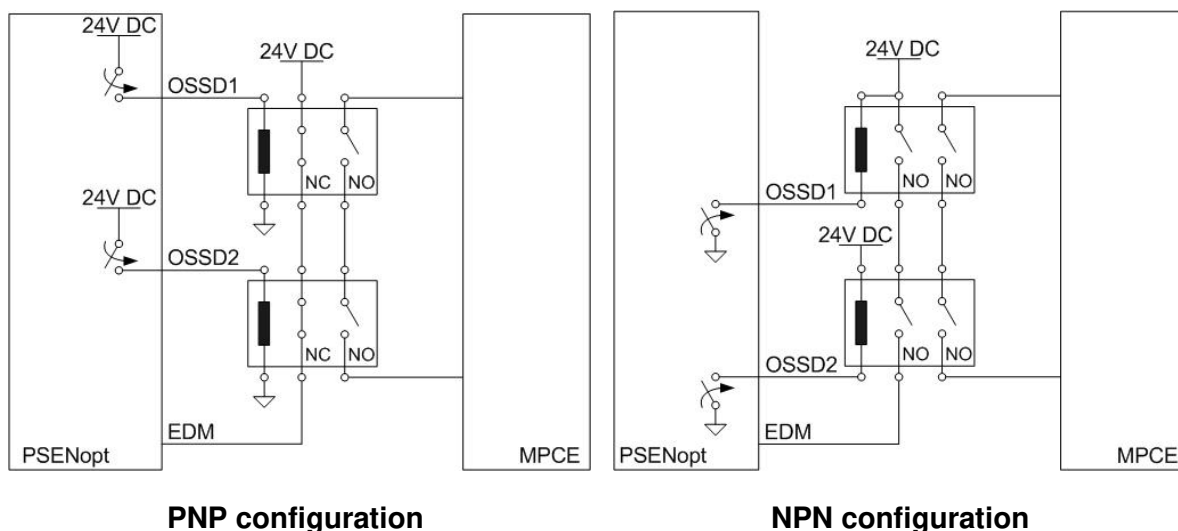 24V DC
24V DC
OSSD1
NC
NO
24V DC
OSSD2
NC
NO
EDM
PSENopt
MPCE
PNP configuration
24V DC
NO
NO
OSSD1
24V DC
NO
NO
OSSD2
EDM
PSENopt
MPCE
NPN configuration